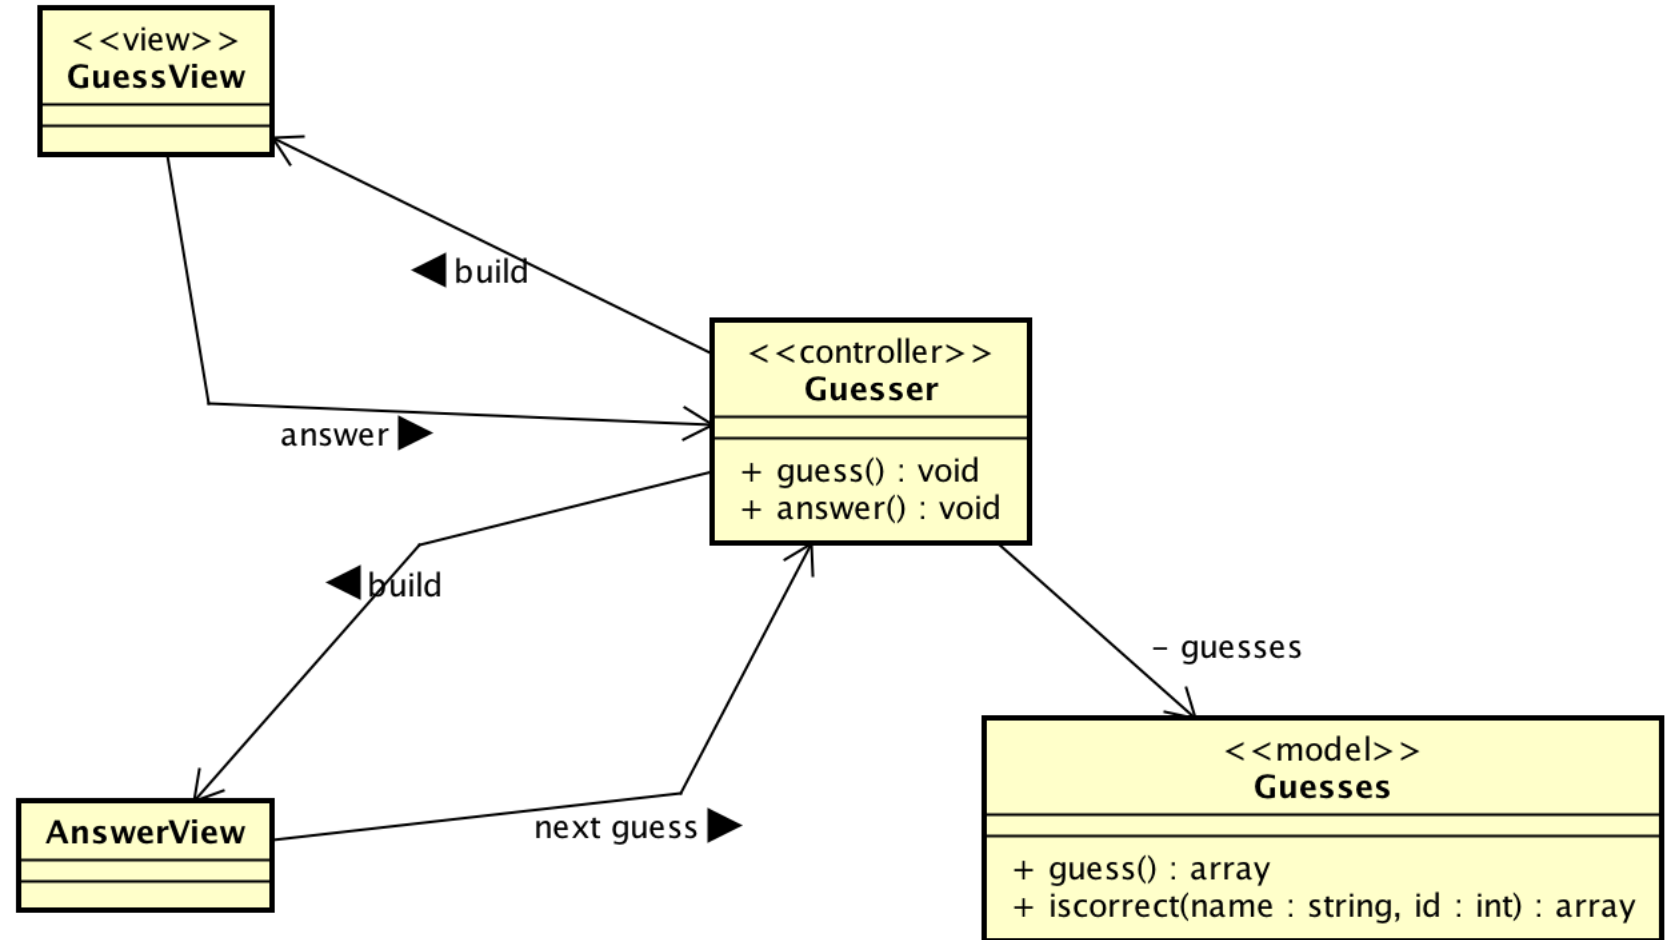 <<view>>
GuessView
◀ build
<<controller>>
Guesser
answer ▶
+ guess() : void
+ answer() : void
◀ build
- guesses
<<model>>
Guesses
AnswerView
next guess ▶
+ guess() : array
+ iscorrect(name : string, id : int) : array